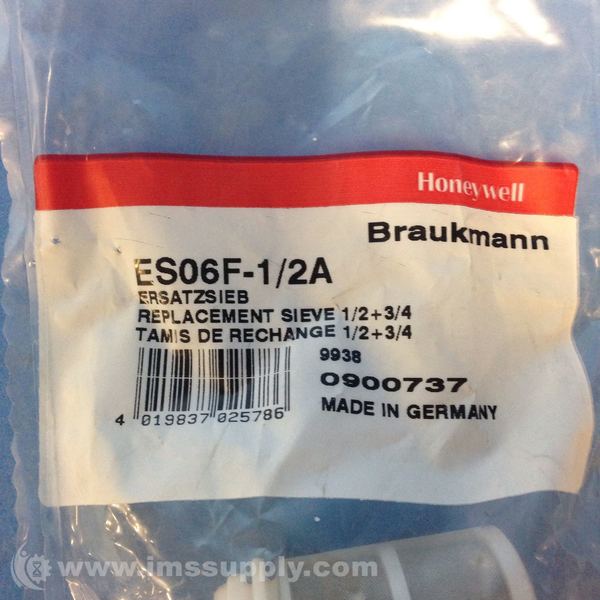 Honeywell
Braukmann
ES06F-1/2A
ERSATZSIEB
REPLACEMENT SIEVE 1/2+3/4
TAMIS DE RECHANGE 1/2+3/4
9938
0900737
MADE IN GERMANY
4 019837 025786
www.imssupply.com